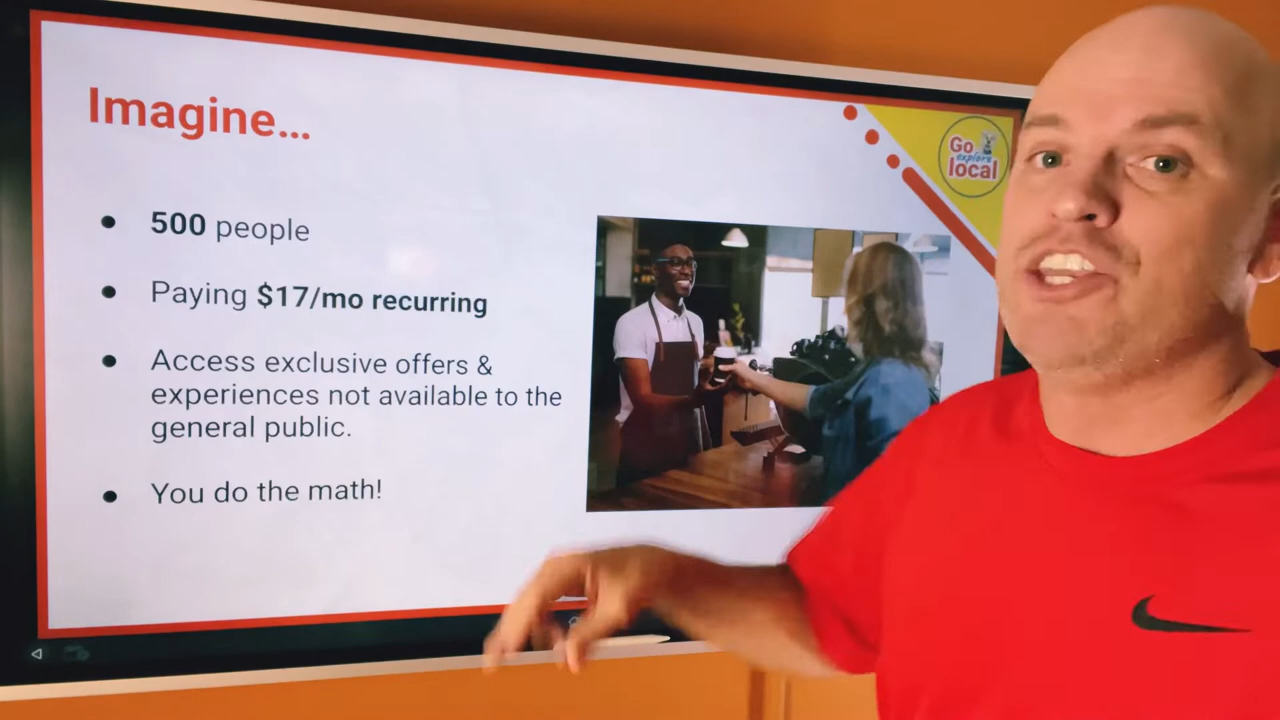 Imagine...
Go
explore
local
500 people
Paying $17/mo recurring
Access exclusive offers &
experiences not available to the
general public.
You do the math!